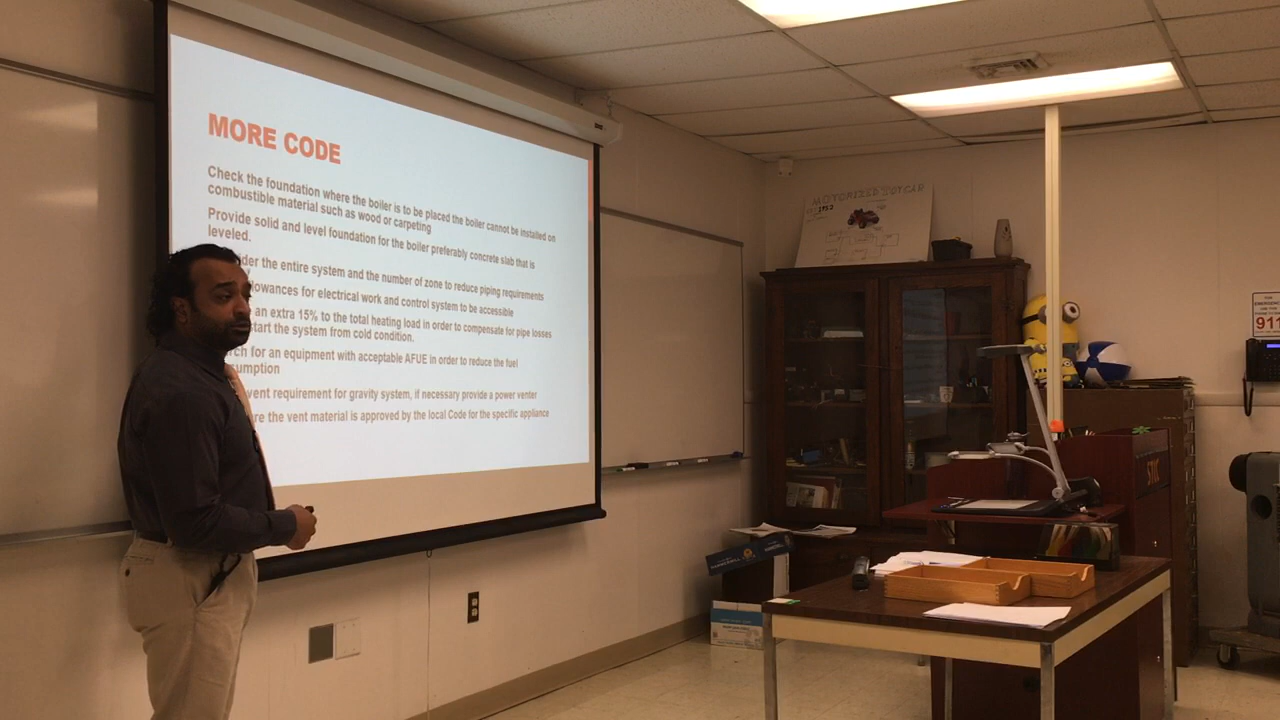 MORE CODE
Check the foundation where the boiler is to be placed the boiler cannot be installed on
combustible material such as wood or carpeting
Provide solid and level foundation for the boiler preferably concrete slab that is
leveled.
the entire system and the number of zone to reduce piping requirements
for electrical work and control system to be accessible
an extra 15% to the total heating load in order to compensate for pipe losses
start the system from cold condition.
for an equipment with acceptable AFUE in order to reduce the fuel
vent requirement for gravity system, if necessary provide a power venter
the vent material is approved by the local Code for the specific appliance
MOTORIZED TOY CAR
1952
911